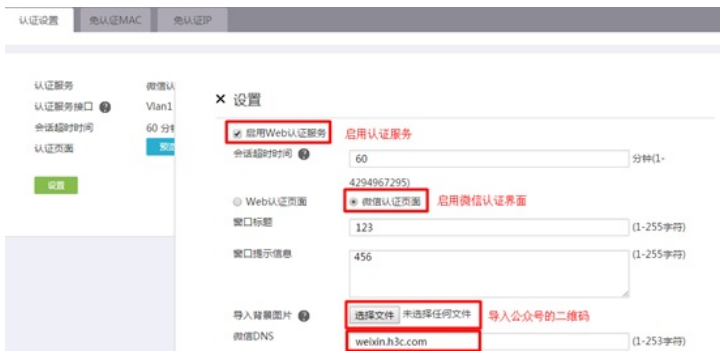 认证设置 免认证MAC 免认证IP
认证服务 微信认
认证服务接口 Vlan1
会话超时时间 60 分钟
认证页面 预览
设置
× 设置
启用Web认证服务 启用认证服务
会话超时时间 60 分钟(1-
4294967295)
Web认证页面 微信认证页面 启用微信认证界面
窗口标题 123 (1-255字符)
窗口提示信息 456 (1-255字符)
导入背景图片 选择文件 未选择任何文件 导入公众号的二维码
微信DNS weixin.h3c.com (1-253字符)